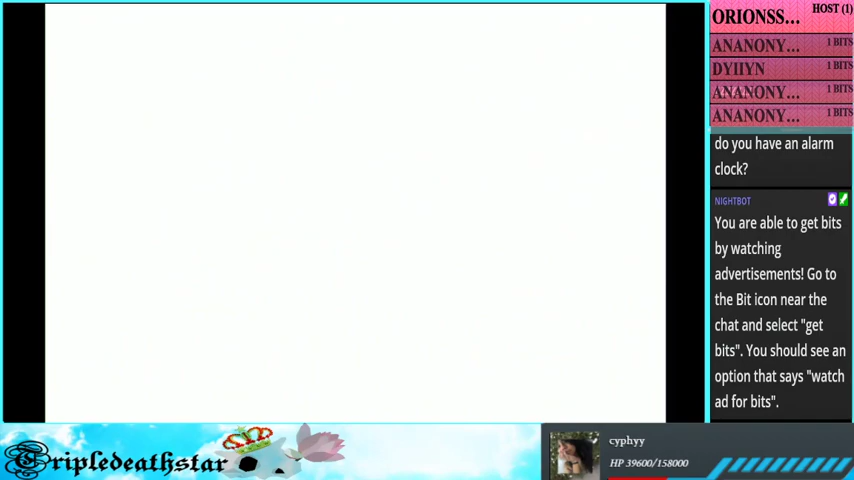 ORIONSS... HOST (1)
ANANONY... 1 BITS
DYIIYN 1 BITS
ANANONY... 1 BITS
ANANONY... 1 BITS
do you have an alarm
clock?
NIGHTBOT
You are able to get bits
by watching
advertisements! Go to
the Bit icon near the
chat and select "get
bits". You should see an
option that says "watch
ad for bits".
Tripledeathstar
cyphyy
HP 39600/158000